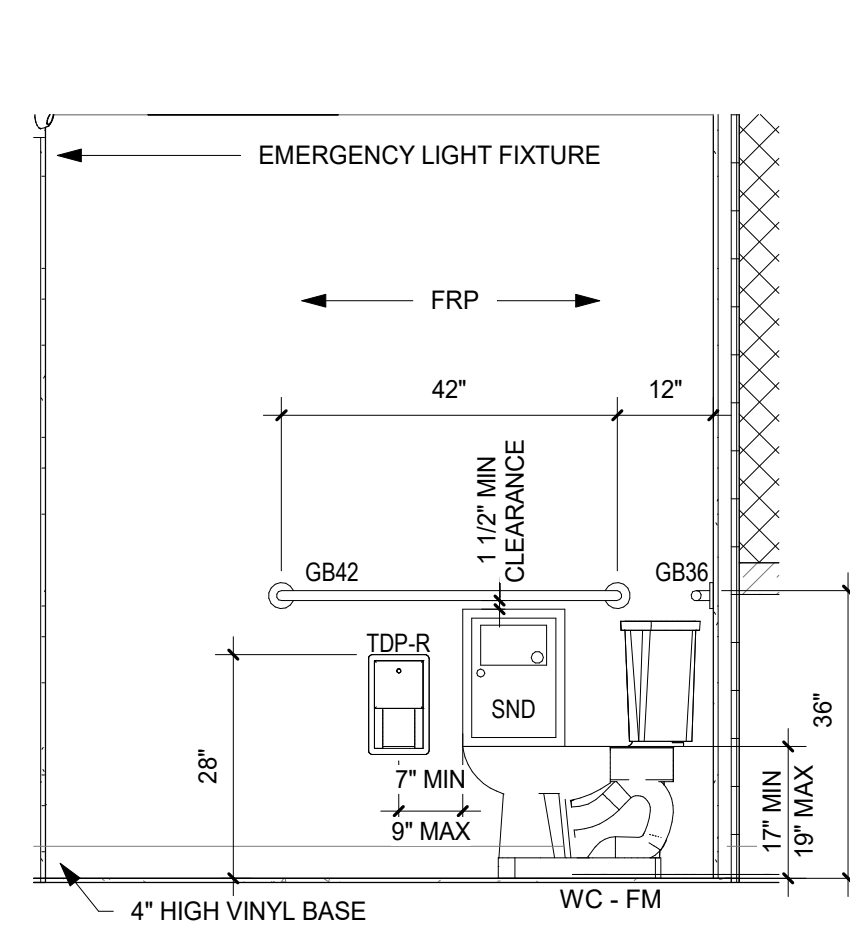 EMERGENCY LIGHT FIXTURE
FRP
42"
12"
1 1/2" MIN
CLEARANCE
GB42
GB36
TDP-R
SND
28"
36"
7" MIN
9" MAX
17" MIN
19" MAX
WC - FM
4" HIGH VINYL BASE